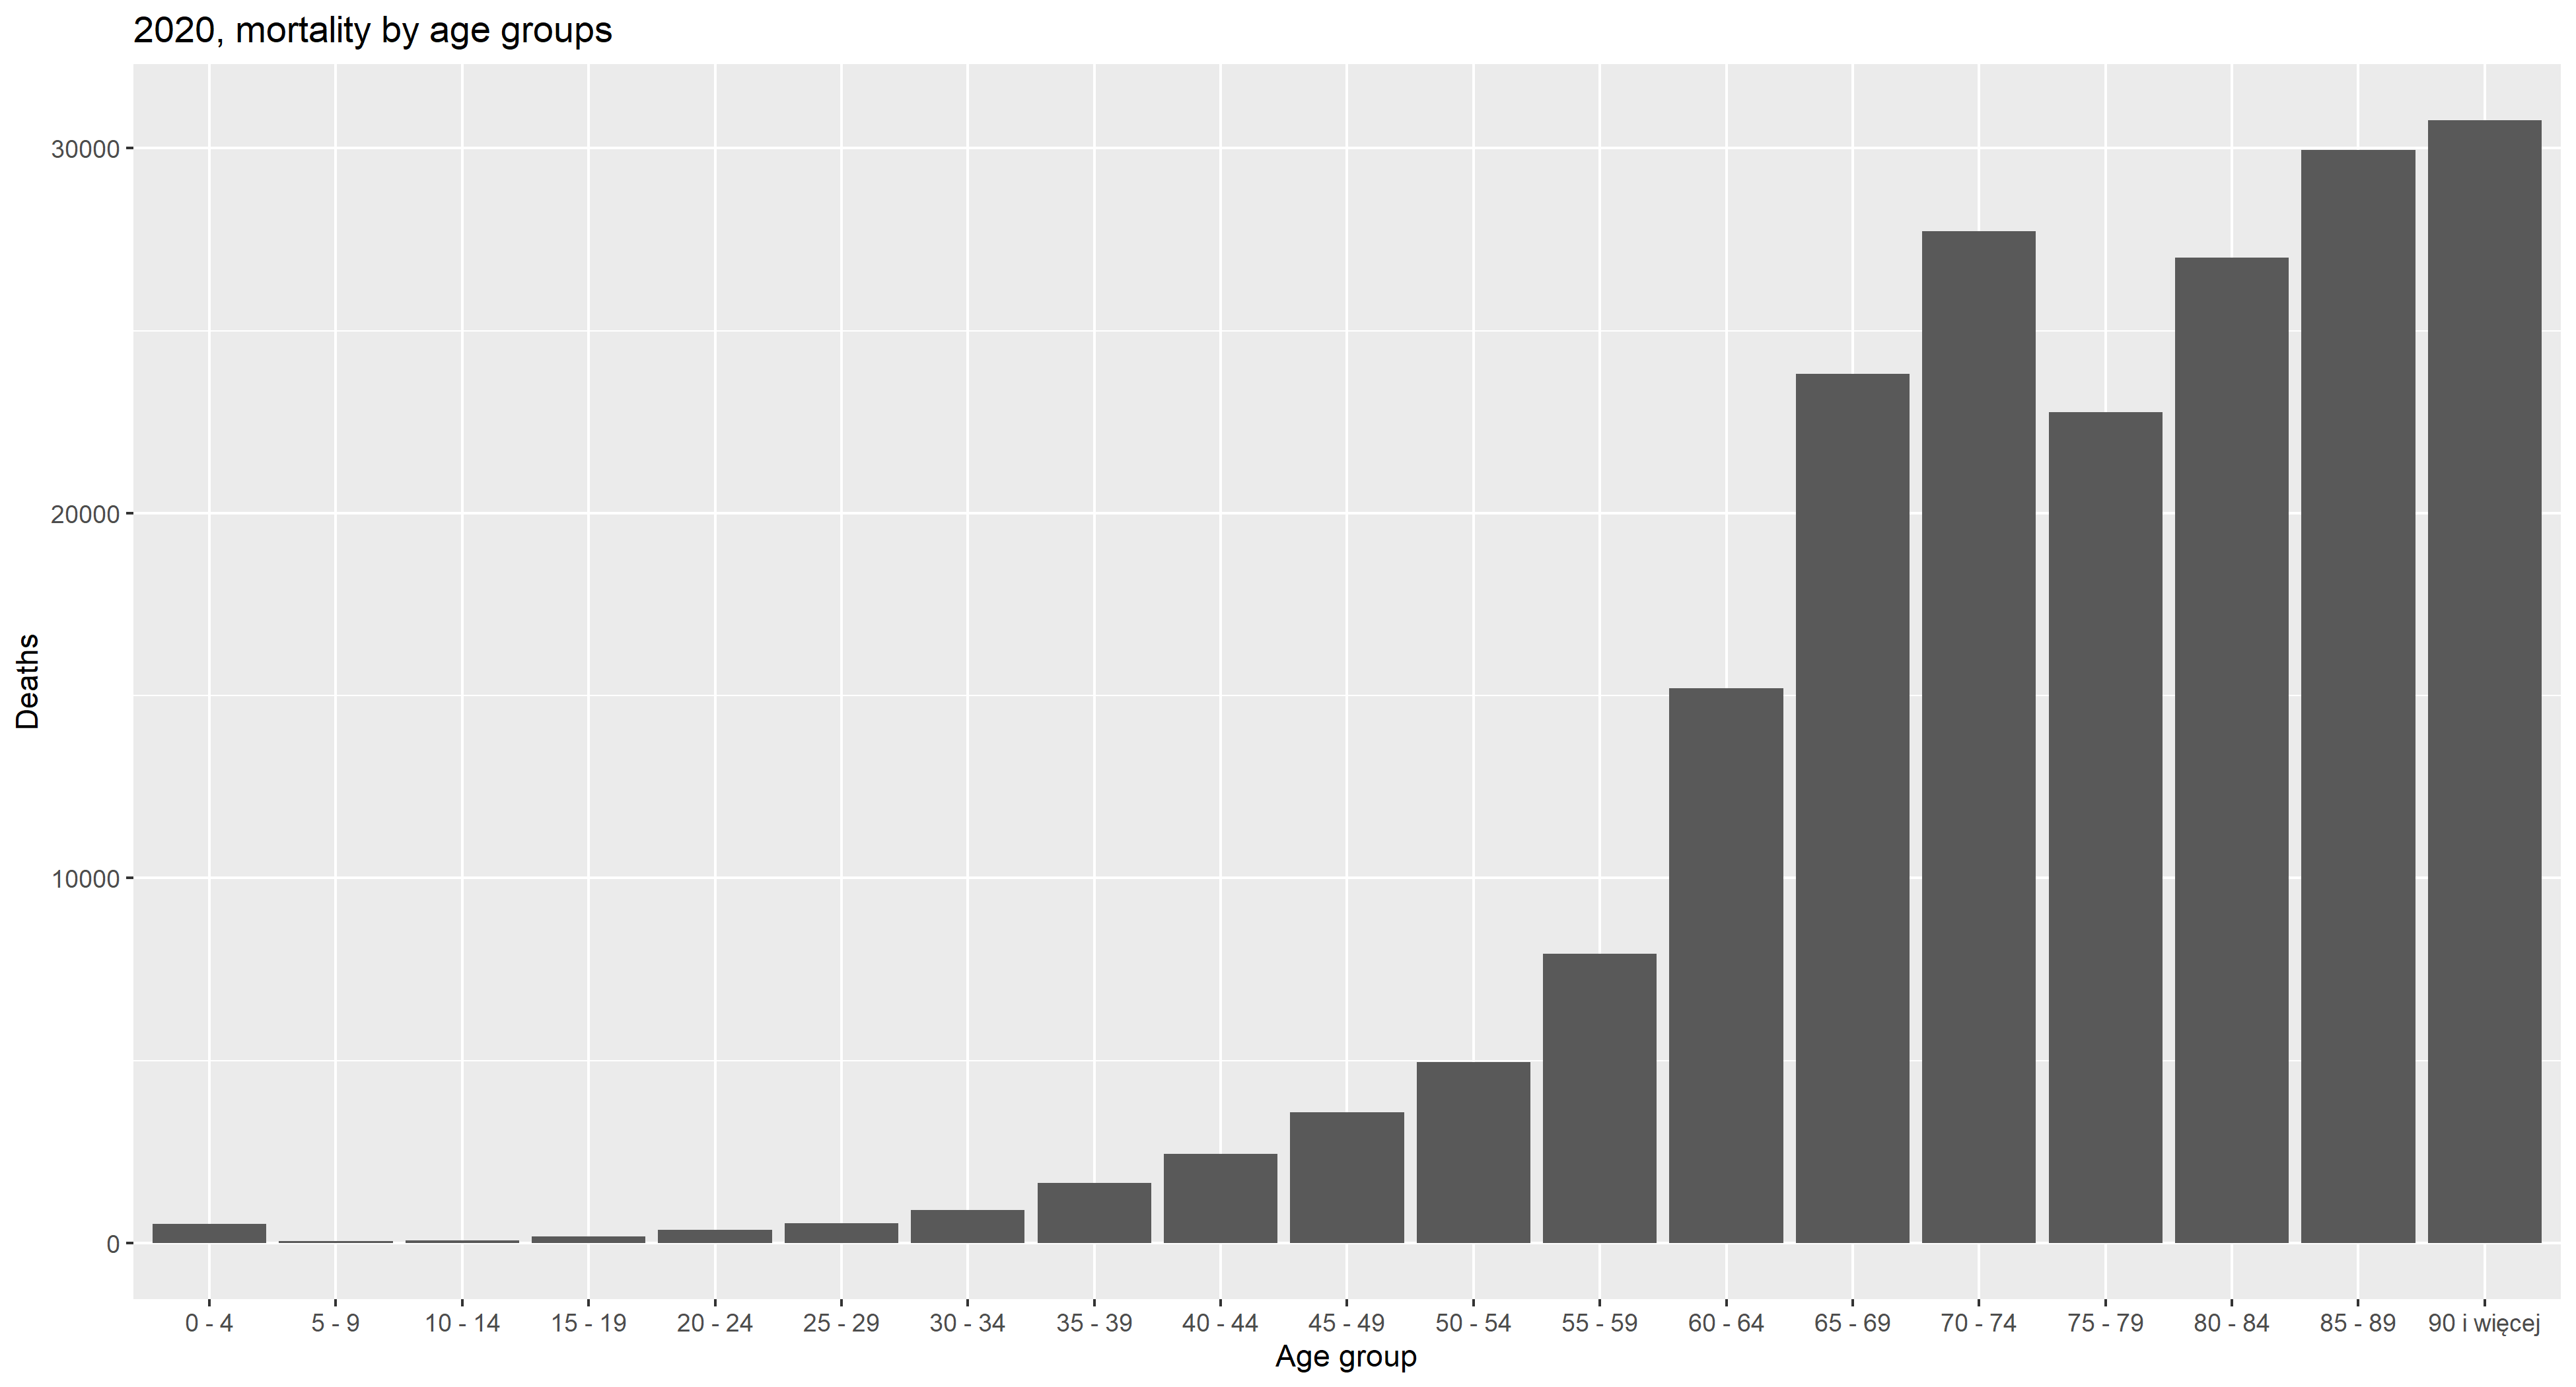 2020, mortality by age groups
Deaths
30000
20000
10000
0
0 - 4 5 - 9 10 - 14 15 - 19 20 - 24 25 - 29 30 - 34 35 - 39 40 - 44 45 - 49 50 - 54 55 - 59 60 - 64 65 - 69 70 - 74 75 - 79 80 - 84 85 - 89 90 i więcej
Age group